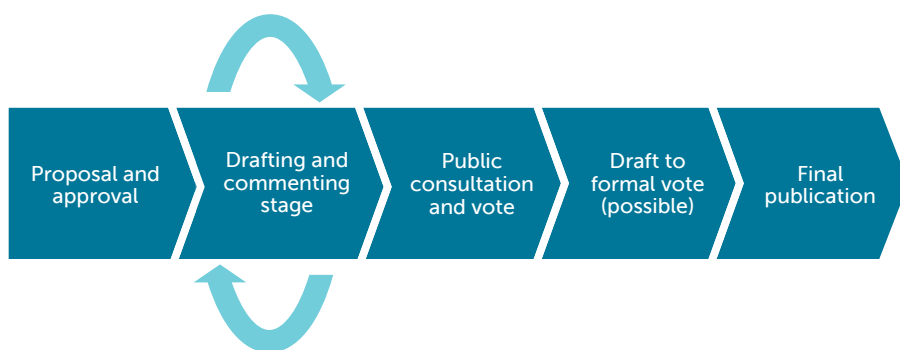 Proposal and
approval
Drafting and
commenting
stage
Public
consultation
and vote
Draft to
formal vote
(possible)
Final
publication